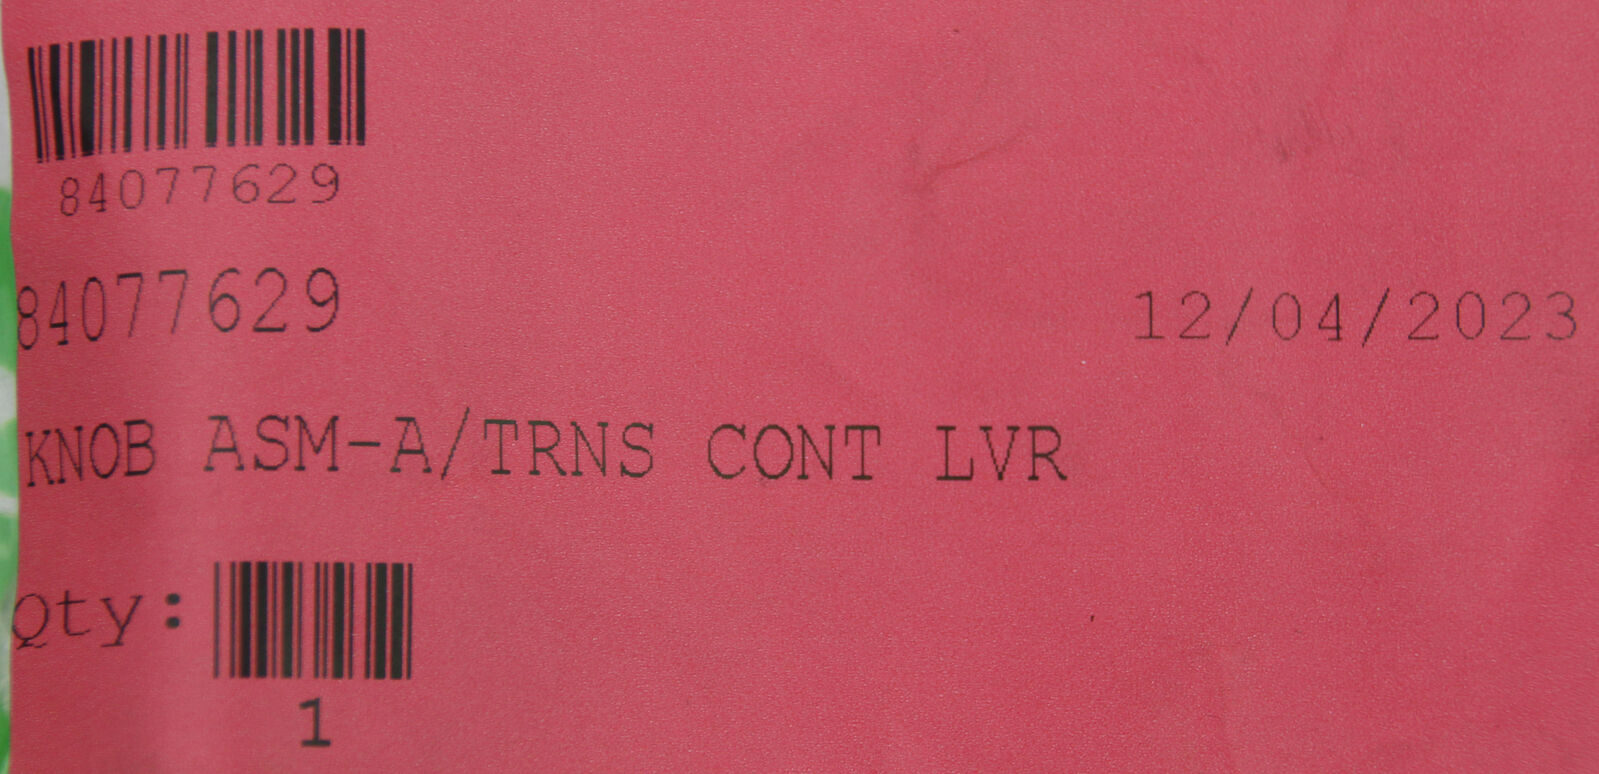 84077629
84077629 12/04/2023
KNOB ASM-A/TRNS CONT LVR
Qty:
1